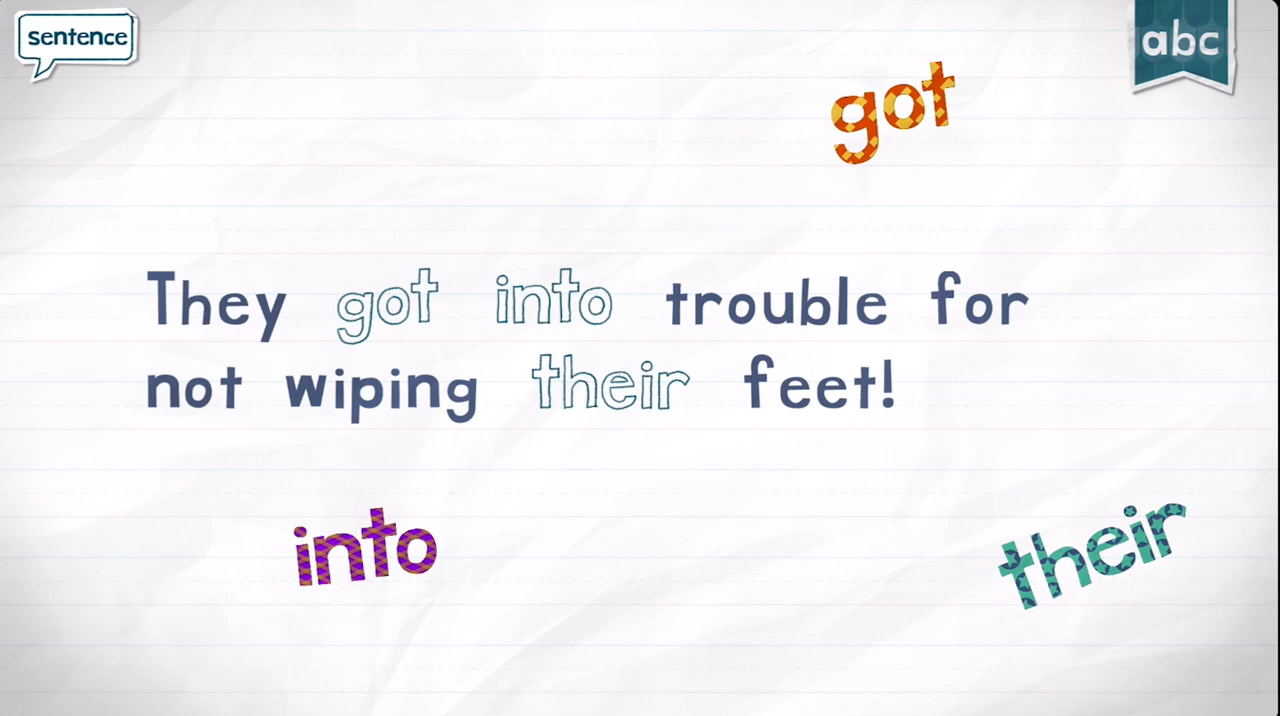 sentence
abc
got
They got into trouble for
not wiping their feet!
into
their